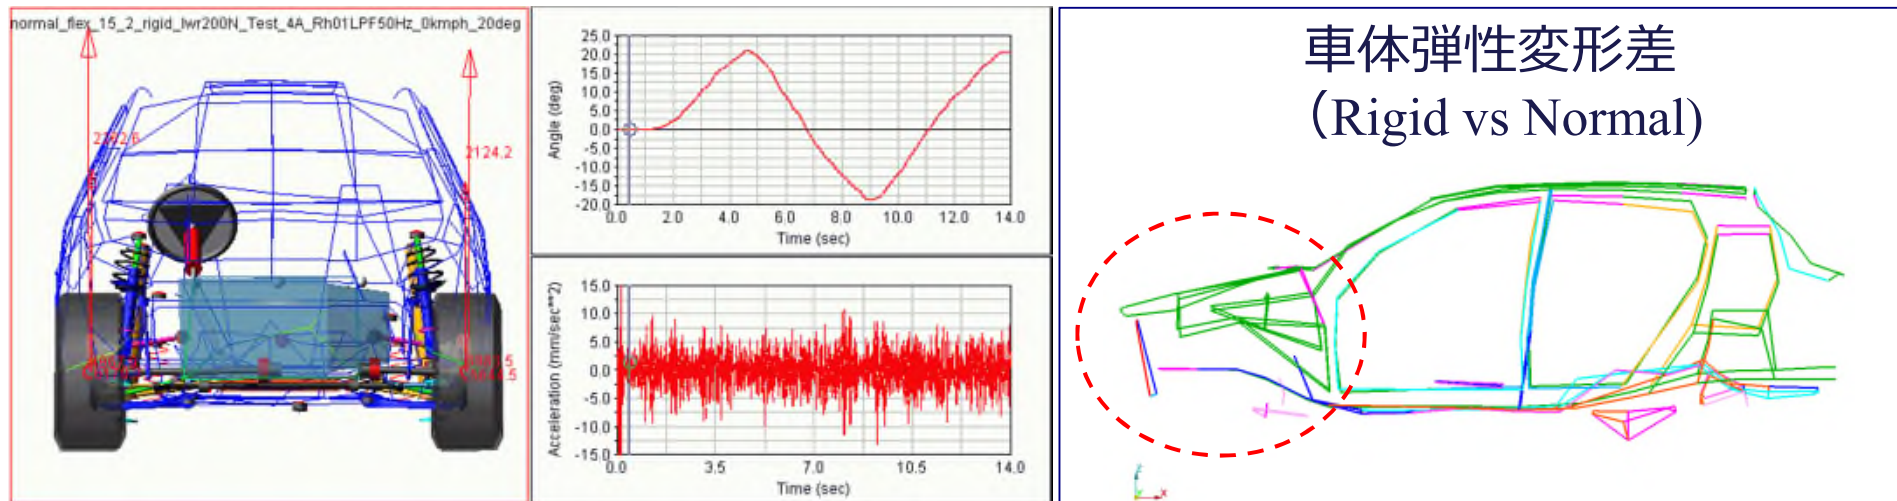 normal_flex_15_2_rigid_lwr200N_Test_4A_Rh01LPF50Hz_0kmph_20deg
2124.2
Angle (deg)
25.0
20.0
15.0
10.0
5.0
0.0
-5.0
-10.0
-15.0
-20.0
0.0 2.0 4.0 6.0 8.0 10.0 12.0 14.0
Time (sec)
Acceleration (mm/sec**2)
15.0
10.0
5.0
0.0
-5.0
-10.0
-15.0
0.0 3.5 7.0 10.5 14.0
Time (sec)
車体弾性変形差
（Rigid vs Normal)
Z
Y X